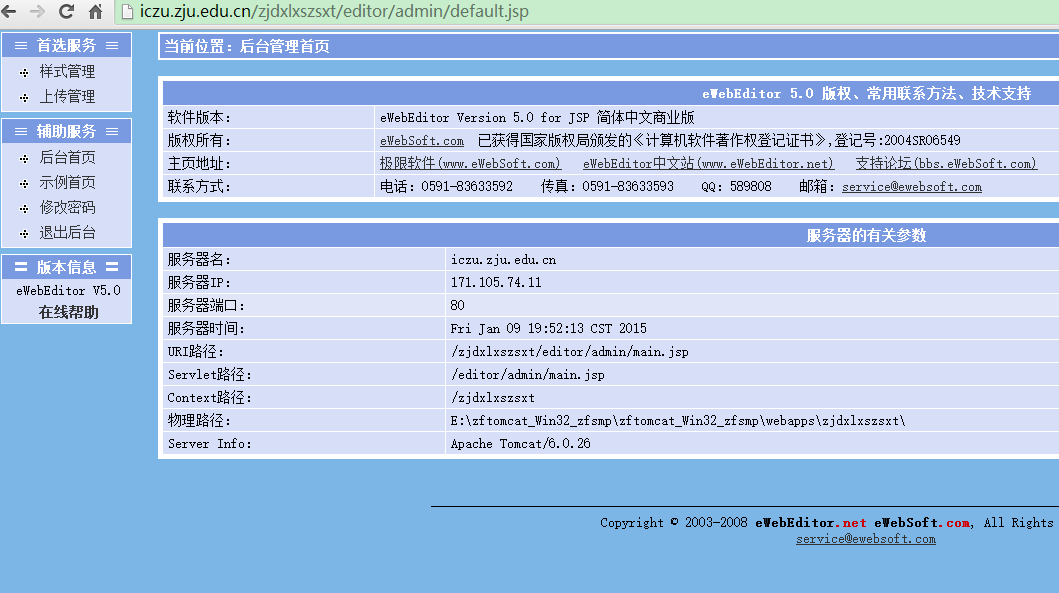 iczu.zju.edu.cn/zjdxlxszsxt/editor/admin/default.jsp
首选服务
样式管理
上传管理
辅助服务
后台首页
示例首页
修改密码
退出后台
版本信息
eWebEditor V5.0
在线帮助
当前位置：后台管理首页
eWebEditor 5.0 版权、常用联系方法、技术支持
软件版本： eWebEditor Version 5.0 for JSP 简体中文商业版
版权所有： eWebSoft.com 已获得国家版权局颁发的《计算机软件著作权登记证书》,登记号:2004SR06549
主页地址： 极限软件(www.eWebSoft.com) eWebEditor中文站(www.eWebEditor.net) 支持论坛(bbs.eWebSoft.com)
联系方式： 电话：0591-83633592 传真：0591-83633593 QQ：589808 邮箱：service@ewebsoft.com
服务器的有关参数
服务器名： iczu.zju.edu.cn
服务器IP： 171.105.74.11
服务器端口： 80
服务器时间： Fri Jan 09 19:52:13 CST 2015
URI路径： /zjdxlxszsxt/editor/admin/main.jsp
Servlet路径： /editor/admin/main.jsp
Context路径： /zjdxlxszsxt
物理路径： E:\zftomcat_Win32_zfsmp\zftomcat_Win32_zfsmp\webapps\zjdxlxszsxt\
Server Info： Apache Tomcat/6.0.26
Copyright © 2003-2008 eWebEditor.net eWebSoft.com, All Rights
service@ewebsoft.com